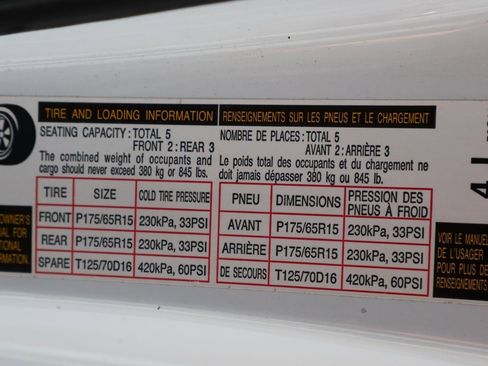 TIRE AND LOADING INFORMATION
SEATING CAPACITY : TOTAL 5
FRONT 2 : REAR 3
The combined weight of occupants and
cargo should never exceed 380 kg or 845 lbs.
TIRE SIZE COLD TIRE PRESSURE
FRONT P175/65R15 230kPa, 33PSI
REAR P175/65R15 230kPa, 33PSI
SPARE T125/70D16 420kPa, 60PSI
RENSEIGNEMENTS SUR LES PNEUS ET LE CHARGEMENT
NOMBRE DE PLACES : TOTAL 5
AVANT 2 : ARRIÈRE 3
Le poids total des occupants et du chargement ne
doit jamais dépasser 380 kg ou 845 lb.
PNEU DIMENSIONS PRESSION DES
PNEUS À FROID
AVANT P175/65R15 230kPa, 33PSI
ARRIÈRE P175/65R15 230kPa, 33PSI
DE SECOURS T125/70D16 420kPa, 60PSI
OWNER'S
FOR
VOIR LE MANUEL
DE L'USAGER
POUR PLUS DE
RENSEIGNEMENTS